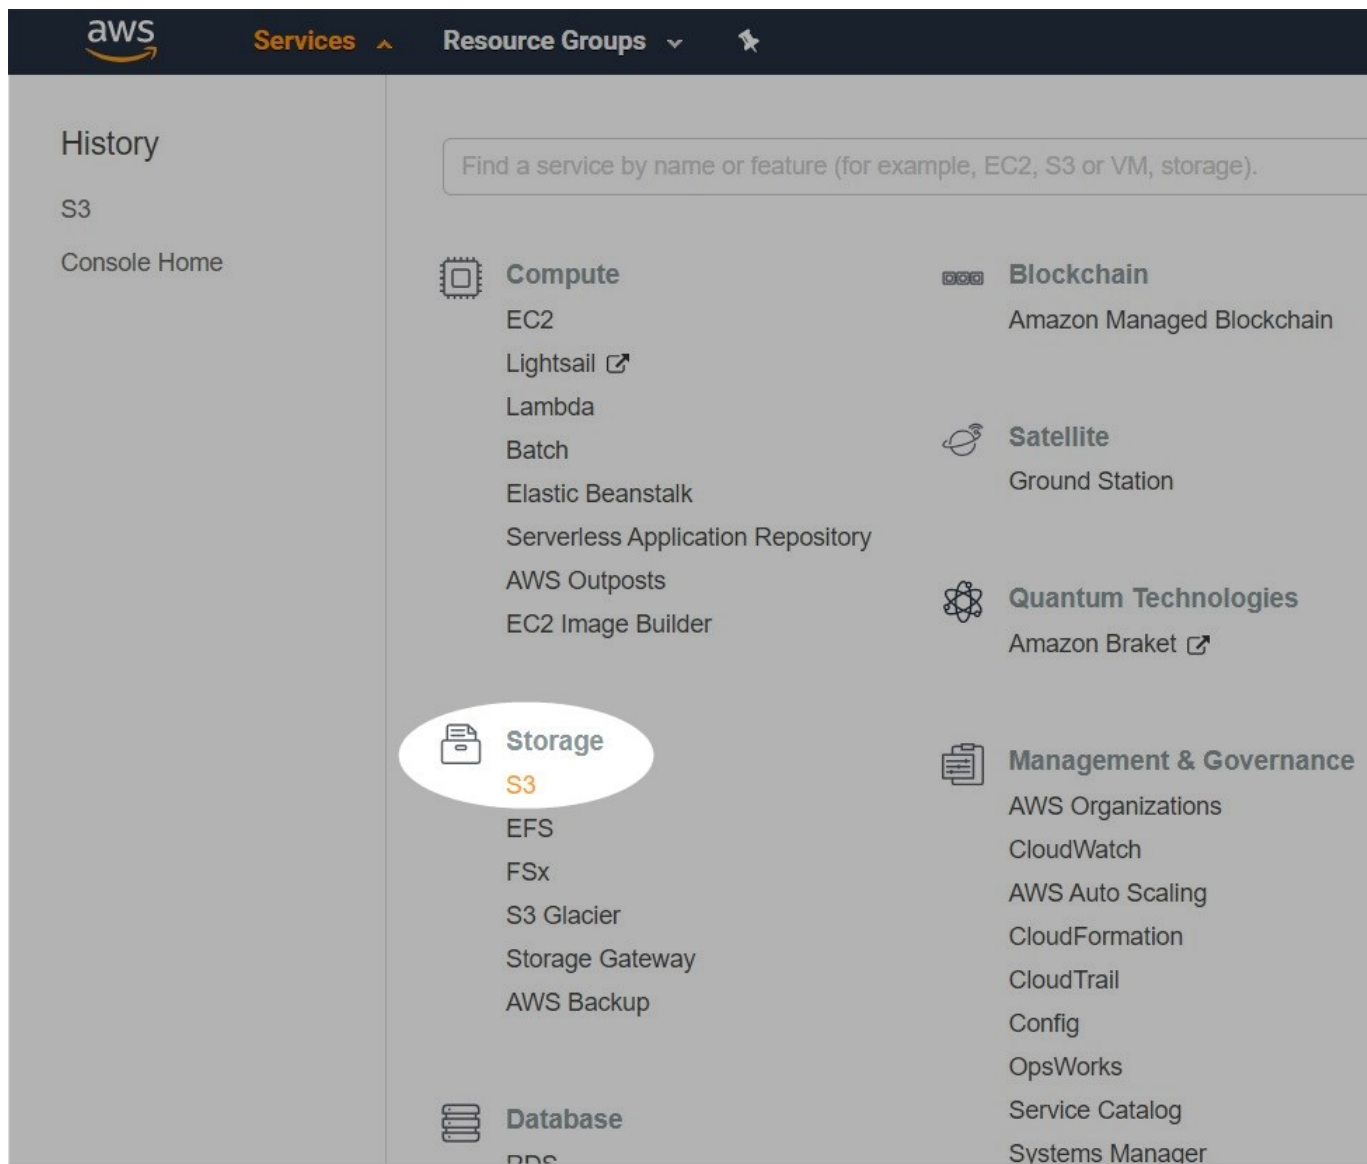 aws
Services
Resource Groups
History
S3
Console Home
Find a service by name or feature (for example, EC2, S3 or VM, storage).
Compute
EC2
Lightsail
Lambda
Batch
Elastic Beanstalk
Serverless Application Repository
AWS Outposts
EC2 Image Builder
Storage
S3
EFS
FSx
S3 Glacier
Storage Gateway
AWS Backup
Database
RDS
Blockchain
Amazon Managed Blockchain
Satellite
Ground Station
Quantum Technologies
Amazon Braket
Management & Governance
AWS Organizations
CloudWatch
AWS Auto Scaling
CloudFormation
CloudTrail
Config
OpsWorks
Service Catalog
Systems Manager